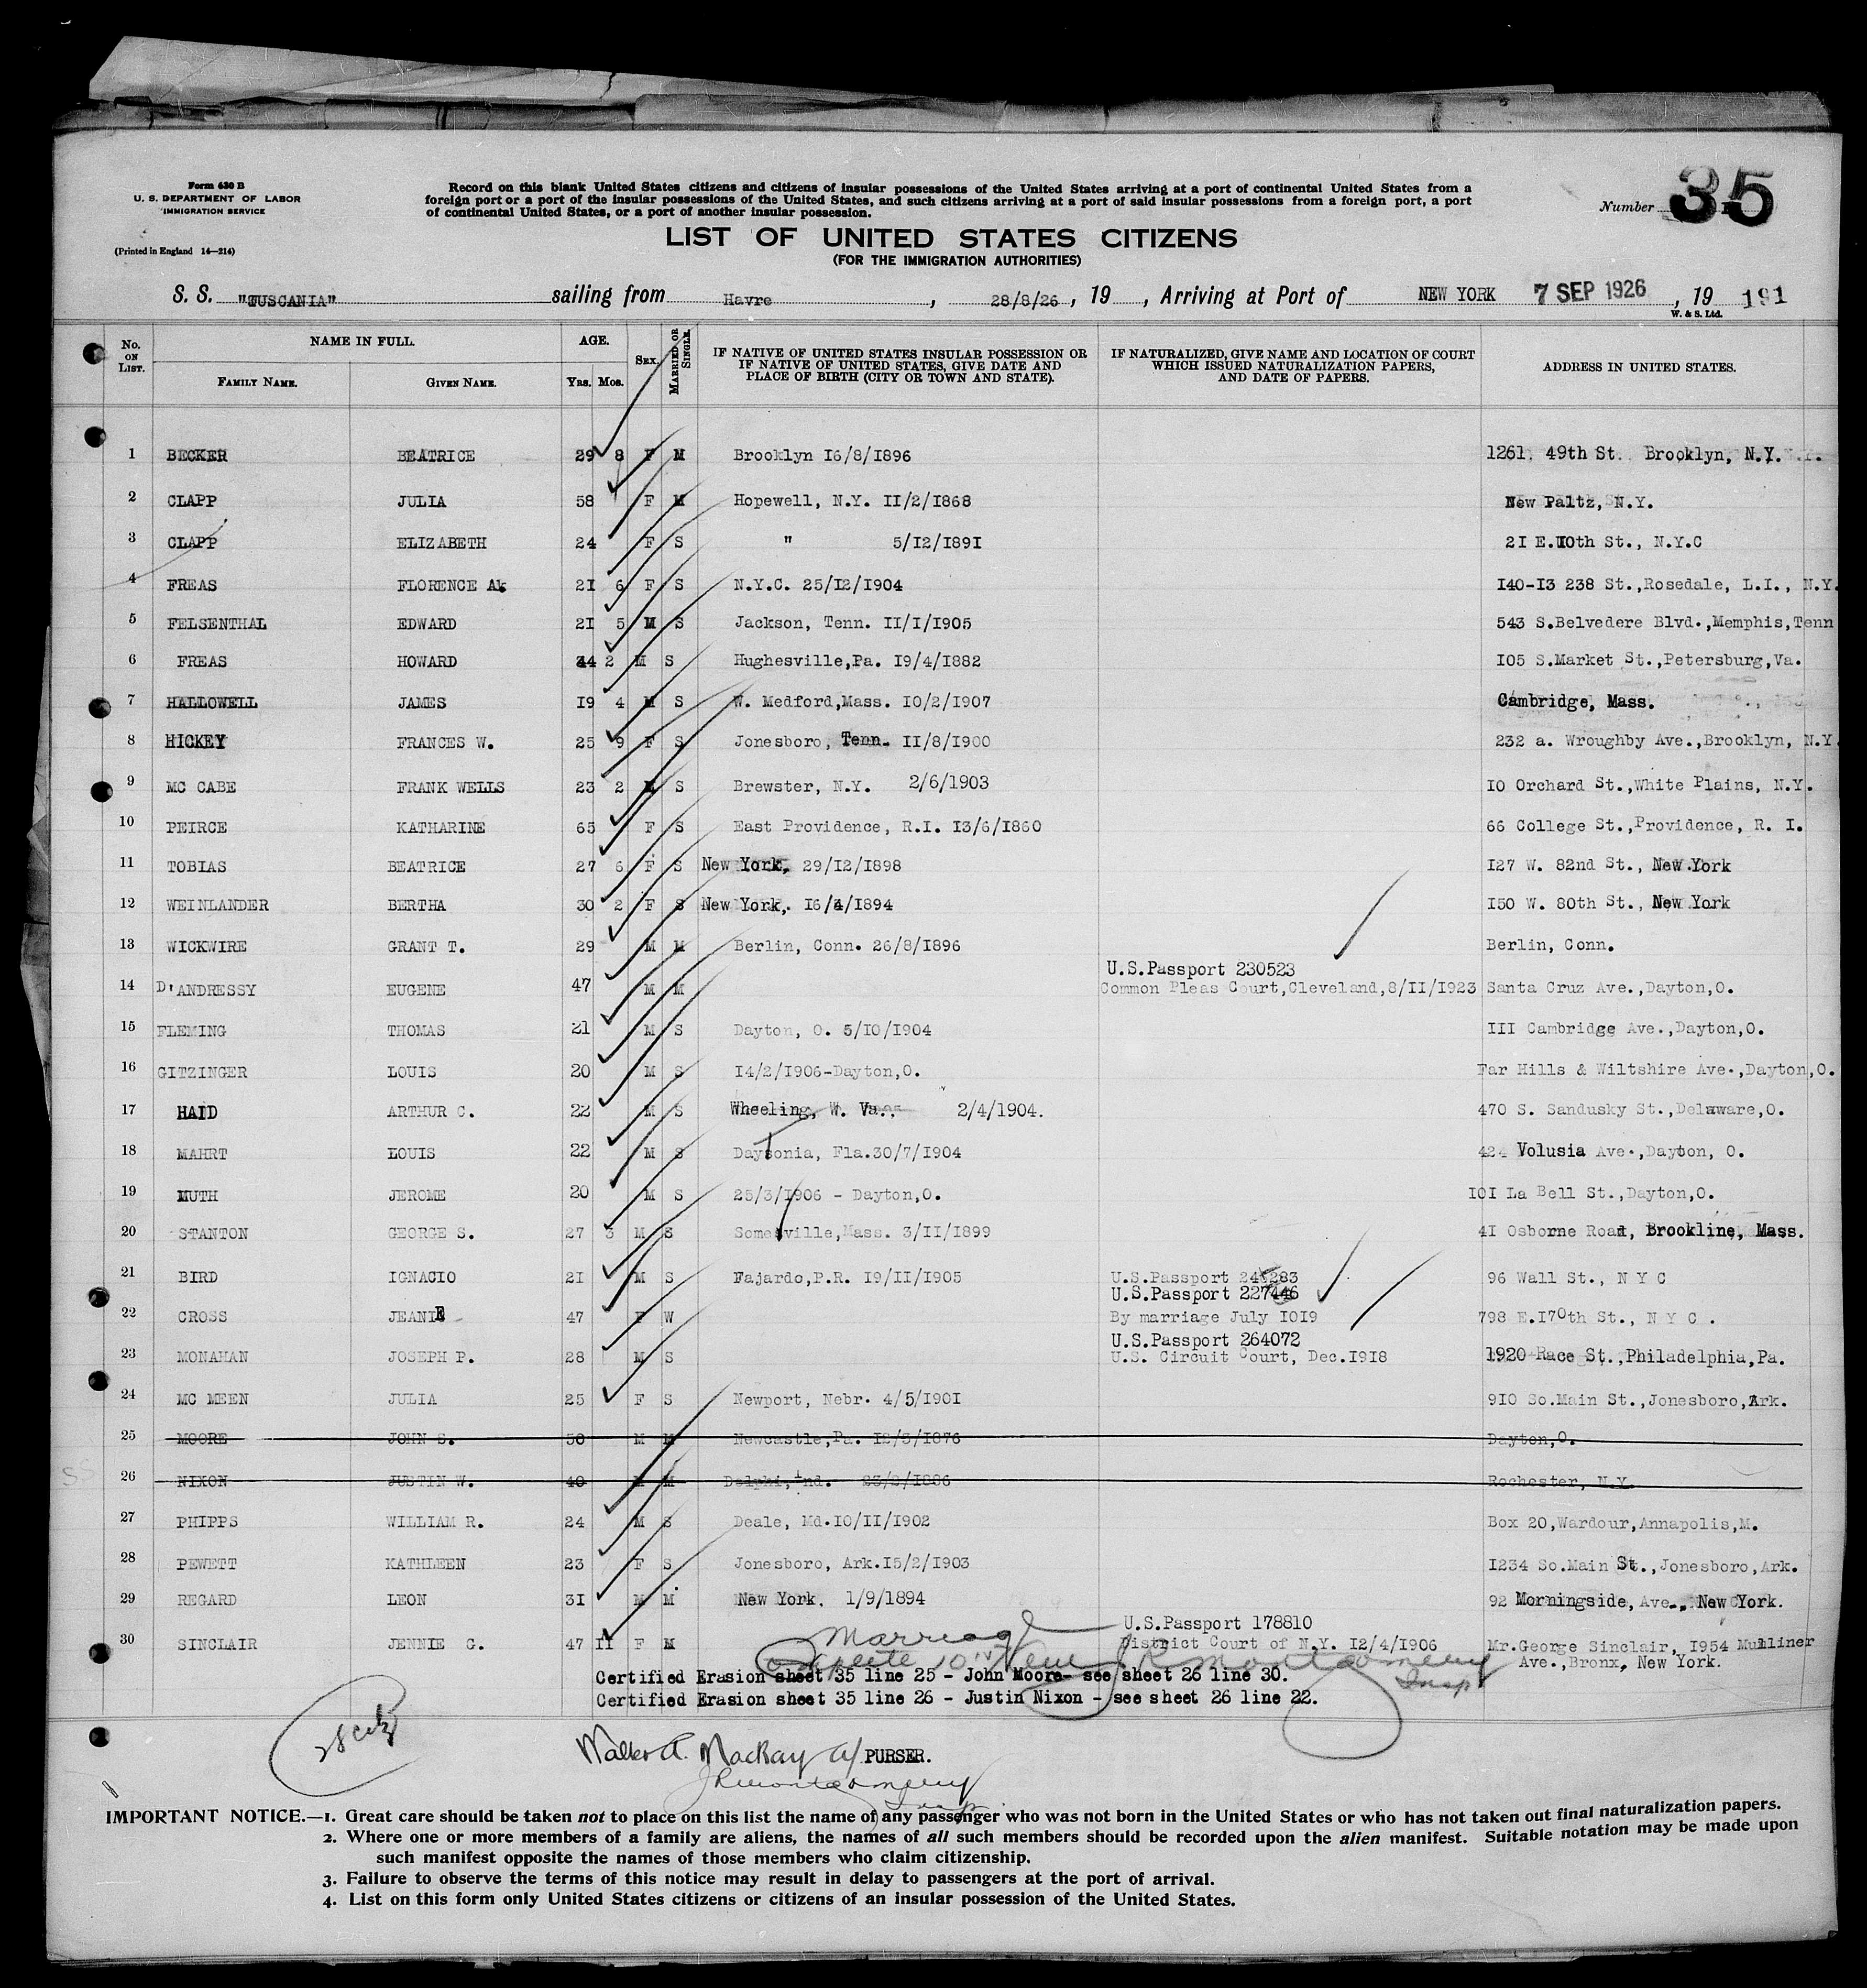 Form 630 B
U. S. DEPARTMENT OF LABOR
IMMIGRATION SERVICE
(Printed in England 14—214)
Record on this blank United States citizens and citizens of insular possessions of the United States arriving at a port of continental United States from a
foreign port or a port of the insular possessions of the United States, and such citizens arriving at a port of said insular possessions from a foreign port, a port
of continental United States, or a port of another insular possession.
Number 35
LIST OF UNITED STATES CITIZENS
(FOR THE IMMIGRATION AUTHORITIES)
S. S. "TUSCANIA" sailing from Havre, 28/8/26, 19 , Arriving at Port of NEW YORK 7 SEP 1926, 19 191
W. & S. Ltd.
No. ON LIST. NAME IN FULL. FAMILY NAME. GIVEN NAME. AGE. YRS. MOS. SEX. MARRIED OR SINGLE. IF NATIVE OF UNITED STATES INSULAR POSSESSION OR IF NATIVE OF UNITED STATES, GIVE DATE AND PLACE OF BIRTH (CITY OR TOWN AND STATE). IF NATURALIZED, GIVE NAME AND LOCATION OF COURT WHICH ISSUED NATURALIZATION PAPERS, AND DATE OF PAPERS. ADDRESS IN UNITED STATES.
1 BECKER BEATRICE 29 8 F M Brooklyn 16/8/1896 1261, 49th St. Brooklyn, N.Y.
2 CLAPP JULIA 58 F M Hopewell, N.Y. 11/2/1868 New Paltz, N.Y.
3 CLAPP ELIZABETH 24 F S " 5/12/1891 21 E.10th St., N.Y.C
4 FREAS FLORENCE A 21 6 F S N.Y.C. 25/12/1904 140-13 238 St.,Rosedale, L.I., N.Y.
5 FELSENTHAL EDWARD 21 5 M S Jackson, Tenn. 11/1/1905 543 S.Belvedere Blvd.,Memphis,Tenn
6 FREAS HOWARD 44 2 M S Hughesville,Pa. 19/4/1882 105 S.Market St.,Petersburg,Va.
7 HALLOWELL JAMES 19 4 M S W. Medford,Mass. 10/2/1907 Cambridge, Mass.
8 HICKEY FRANCES W. 25 9 F S Jonesboro, Tenn. 11/8/1900 232 a. Wroughby Ave.,Brooklyn, N.Y.
9 MC CABE FRANK WELLS 23 2 M S Brewster, N.Y. 2/6/1903 10 Orchard St.,White Plains, N.Y.
10 PEIRCE KATHARINE 65 F S East Providence, R.I. 13/6/1860 66 College St.,Providence, R. I.
11 TOBIAS BEATRICE 27 6 F S New York, 29/12/1898 127 W. 82nd St., New York
12 WEINLANDER BERTHA 30 2 F S New York, 16/4/1894 150 W. 80th St., New York
13 WICKWIRE GRANT T. 29 M M Berlin, Conn. 26/8/1896 Berlin, Conn.
U.S.Passport 230523
14 D'ANDRESSY EUGENE 47 M M Common Pleas Court,Cleveland,8/11/1923 Santa Cruz Ave.,Dayton,O.
15 FLEMING THOMAS 21 M S Dayton, O. 5/10/1904 111 Cambridge Ave.,Dayton,O.
16 GITZINGER LOUIS 20 M S 14/2/1906-Dayton,O. Far Hills & Wiltshire Ave.,Dayton,O.
17 HAID ARTHUR C. 22 M S Wheeling, W. Va. 2/4/1904. 470 S. Sandusky St.,Delaware,O.
18 MAHRT LOUIS 22 M S Daytonia, Fla.30/7/1904 424 Volusia Ave.,Dayton, O.
19 MUTH JEROME 20 M S 25/3/1906 - Dayton,O. 101 La Bell St.,Dayton,O.
20 STANTON GEORGE S. 27 3 M S Somerville,Mass. 3/11/1899 41 Osborne Road, Brookline, Mass.
21 BIRD IGNACIO 21 M S Fajardo,P.R. 19/11/1905 U.S.Passport 245283 96 Wall St., N Y C
U.S.Passport 227446
22 CROSS JEANIE 47 F W By marriage July 1019 798 E.170th St., N Y C .
U.S.Passport 264072
23 MONAHAN JOSEPH P. 28 M S U.S. Circuit Court, Dec.1918 1920 Race St.,Philadelphia,Pa.
24 MC MEEN JULIA 25 F S Newport, Nebr. 4/5/1901 910 So.Main St.,Jonesboro,Ark.
25 MOORE JOHN S. 50 M M Newcastle,Pa. 12/3/1876 Dayton,O.
26 NIXON JUSTIN W. 40 M M Delphi,Ind. 23/2/1886 Rochester, N.Y.
27 PHIPPS WILLIAM R. 24 M S Deale, Md.10/11/1902 Box 20,Wardour,Annapolis,M.
28 PEWETT KATHLEEN 23 F S Jonesboro, Ark.15/2/1903 1234 So.Main St.,Jonesboro,Ark.
29 REGARD LEON 31 M M New York. 1/9/1894 92 Morningside, Ave., New York.
U.S.Passport 178810
30 SINCLAIR JENNIE G. 47 11 F M Marriage District Court of N.Y. 12/4/1906 Mr.George Sinclair, 1954 Mulliner
Ave.,Bronx, New York.
J R Montgomery
Insp
Certified Erasion sheet 35 line 25 - John Moore- see sheet 26 line 30.
Certified Erasion sheet 35 line 26 - Justin Nixon - see sheet 26 line 22.
Walter A. Mackay A/ PURSER.
J R Montgomery
Insp.
IMPORTANT NOTICE.—1. Great care should be taken not to place on this list the name of any passenger who was not born in the United States or who has not taken out final naturalization papers.
2. Where one or more members of a family are aliens, the names of all such members should be recorded upon the alien manifest. Suitable notation may be made upon
such manifest opposite the names of those members who claim citizenship.
3. Failure to observe the terms of this notice may result in delay to passengers at the port of arrival.
4. List on this form only United States citizens or citizens of an insular possession of the United States.